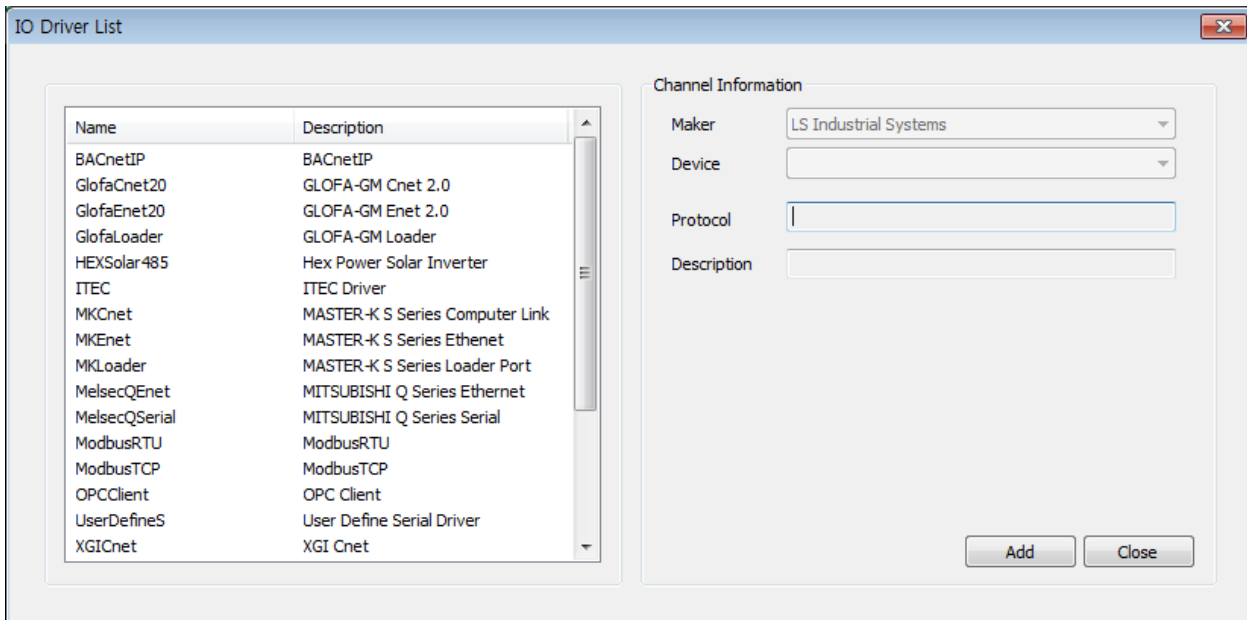 IO Driver List
Name Description
BACnetIP BACnetIP
GlofaCnet20 GLOFA-GM Cnet 2.0
GlofaEnet20 GLOFA-GM Enet 2.0
GlofaLoader GLOFA-GM Loader
HEXSolar485 Hex Power Solar Inverter
ITEC ITEC Driver
MKCnet MASTER-K S Series Computer Link
MKEnet MASTER-K S Series Ethenet
MKLoader MASTER-K S Series Loader Port
MelsecQEnet MITSUBISHI Q Series Ethernet
MelsecQSerial MITSUBISHI Q Series Serial
ModbusRTU ModbusRTU
ModbusTCP ModbusTCP
OPCClient OPC Client
UserDefineS User Define Serial Driver
XGICnet XGI Cnet
Channel Information
Maker LS Industrial Systems
Device
Protocol
Description
Add Close